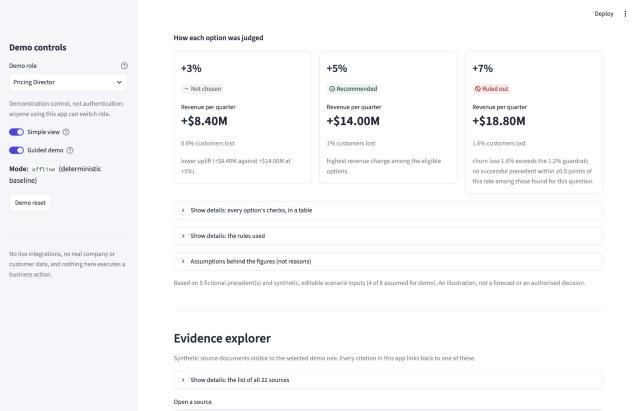 Deploy
Demo controls
Demo role
Pricing Director
Demonstration control, not authentication:
anyone using this app can switch role.
Simple view
Guided demo
Mode: offline (deterministic
baseline)
Demo reset
No live integrations, no real company or
customer data, and nothing here executes a
business action.
How each option was judged
+3%
Not chosen
Revenue per quarter
+$8.40M
0.6% customers lost
lower uplift (+$8.40M against +$14.00M at
+5%).
+5%
Recommended
Revenue per quarter
+$14.00M
1% customers lost
highest revenue change among the eligible
options.
+7%
Ruled out
Revenue per quarter
+$18.80M
1.6% customers lost
churn loss 1.6% exceeds the 1.2% guardrail;
no successful precedent within ±0.5 points of
this rate among those found for this question.
Show details: every option's checks, in a table
Show details: the rules used
Assumptions behind the figures (not reasons)
Based on 5 fictional precedent(s) and synthetic, editable scenario inputs (4 of 8 assumed for demo). An illustration, not a forecast or an authorised decision.
Evidence explorer
Synthetic source documents visible to the selected demo role. Every citation in this app links back to one of these.
Show details: the list of all 22 sources
Open a source